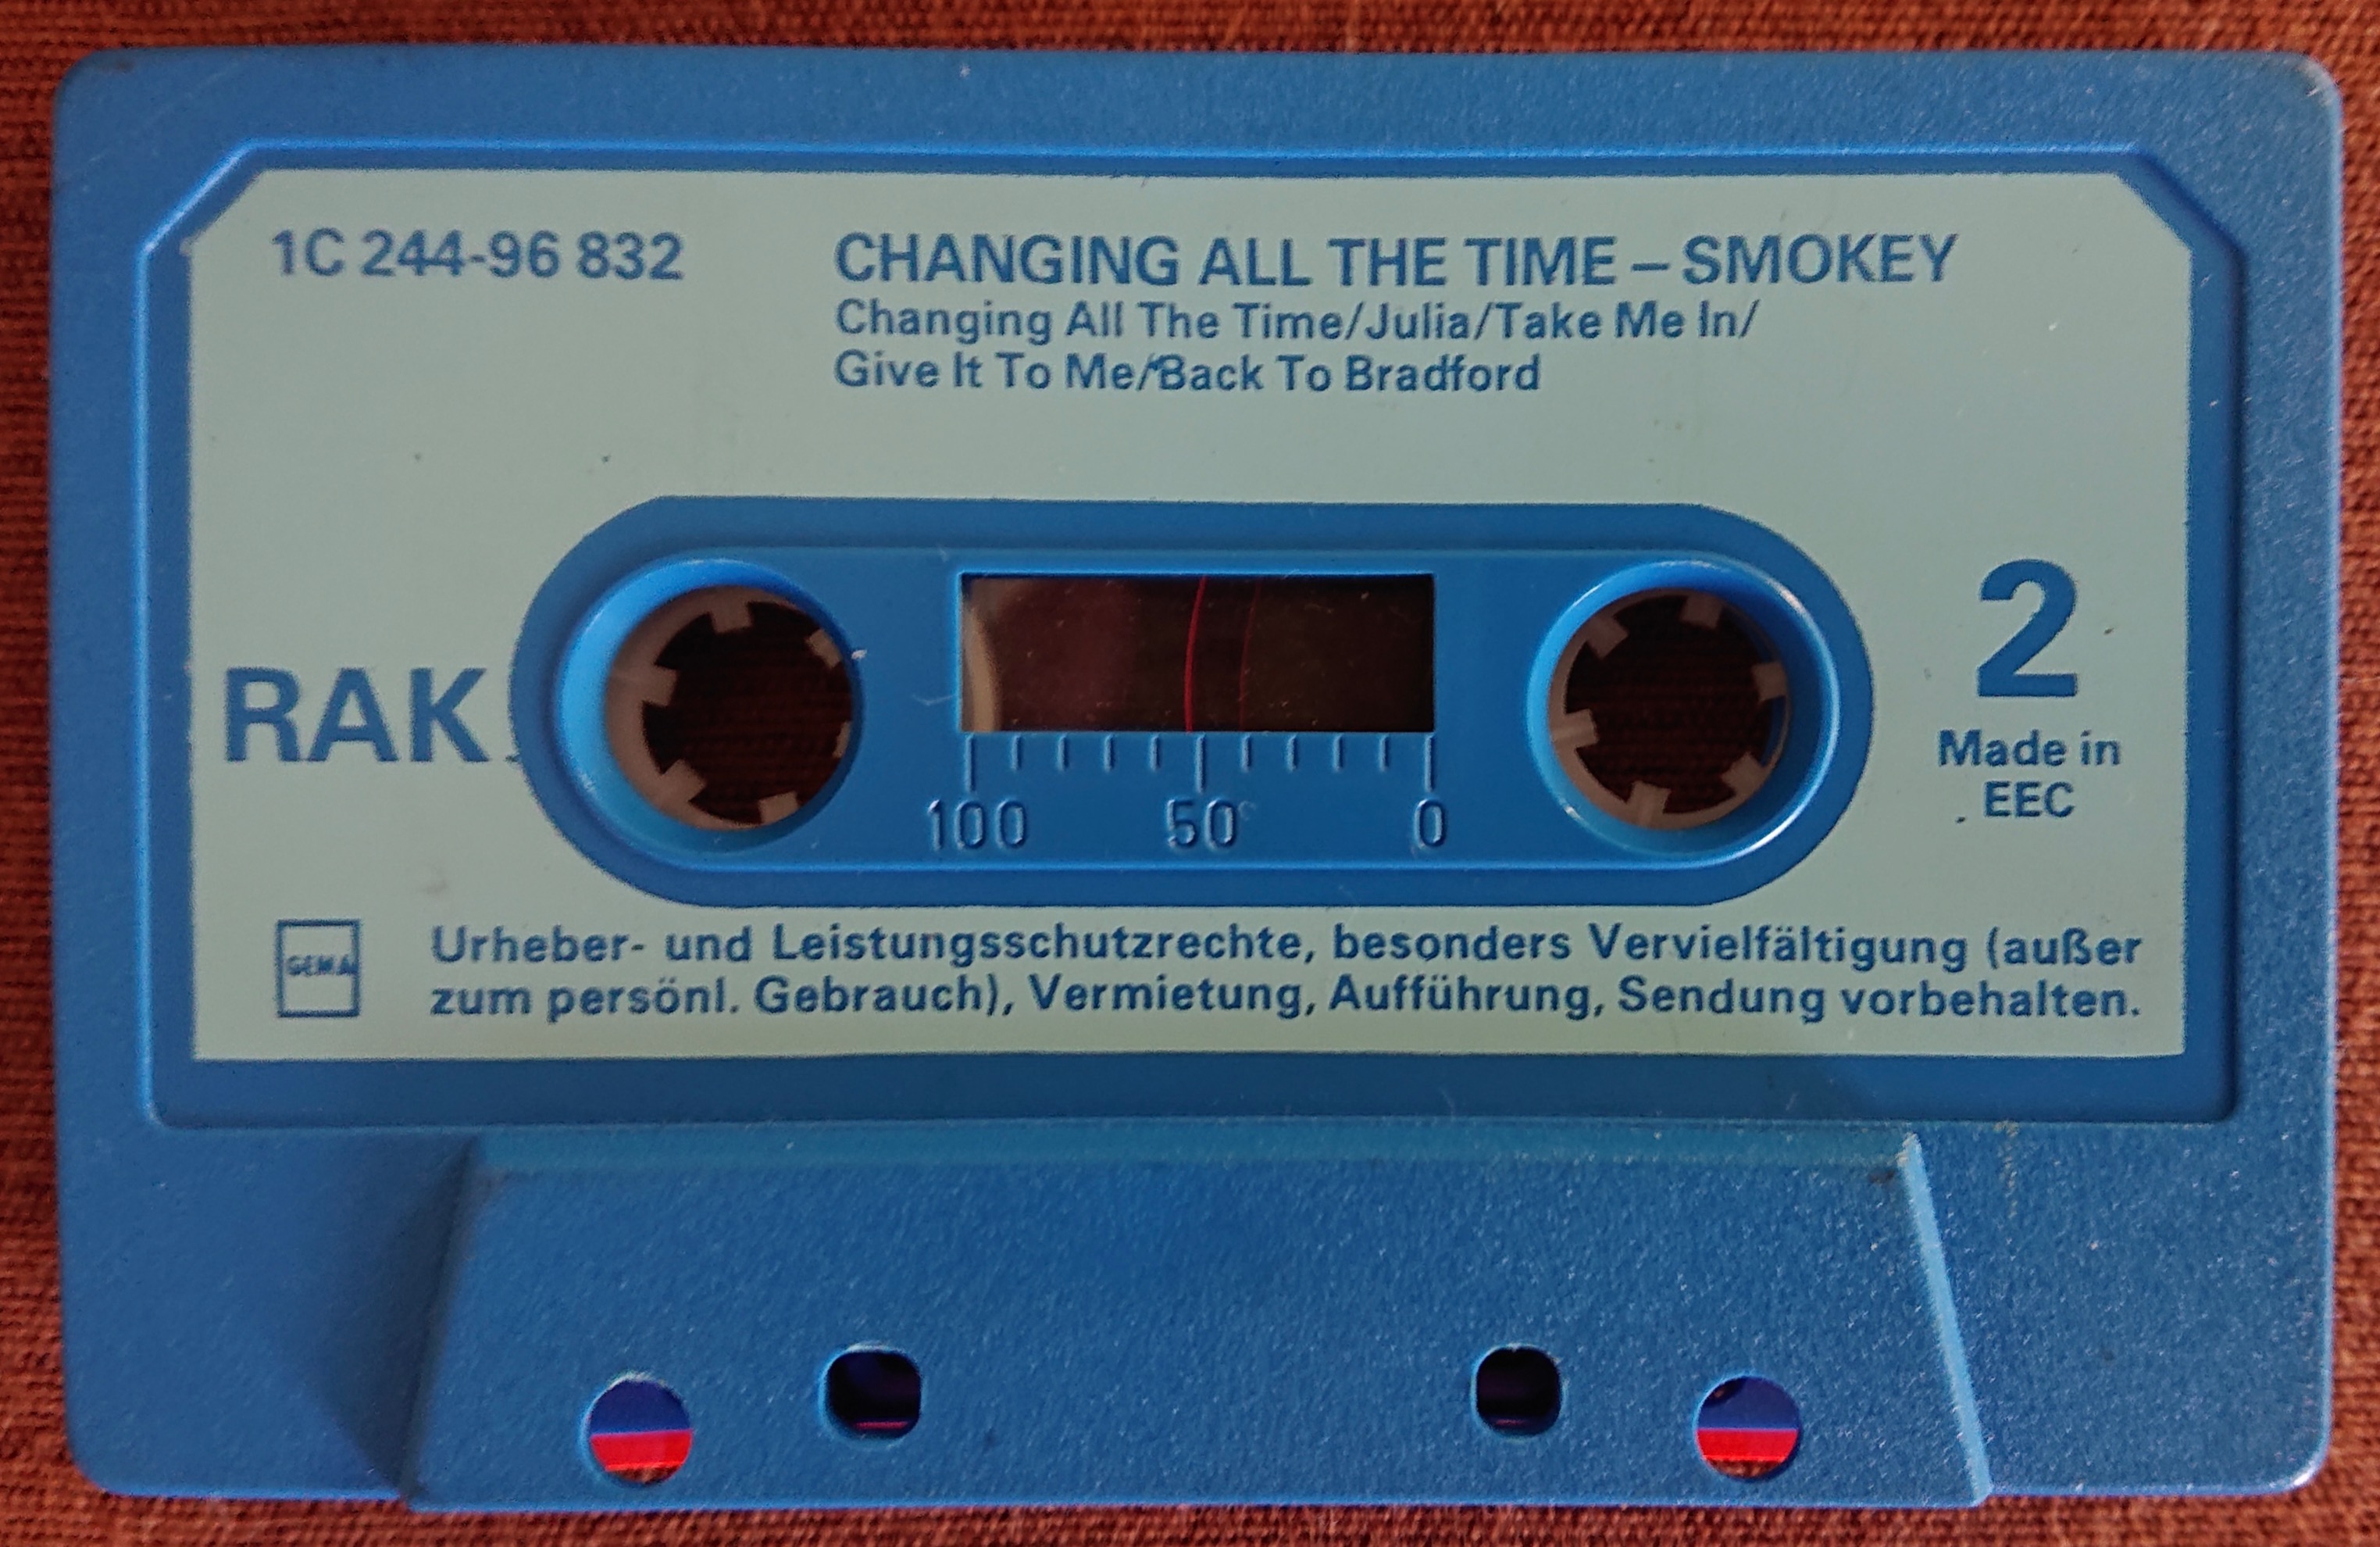 1C 244-96 832
CHANGING ALL THE TIME – SMOKEY
Changing All The Time/Julia/Take Me In/
Give It To Me/Back To Bradford
RAK
100 50 0
2
Made in
EEC
GEMA
Urheber- und Leistungsschutzrechte, besonders Vervielfältigung (außer
zum persönl. Gebrauch), Vermietung, Aufführung, Sendung vorbehalten.